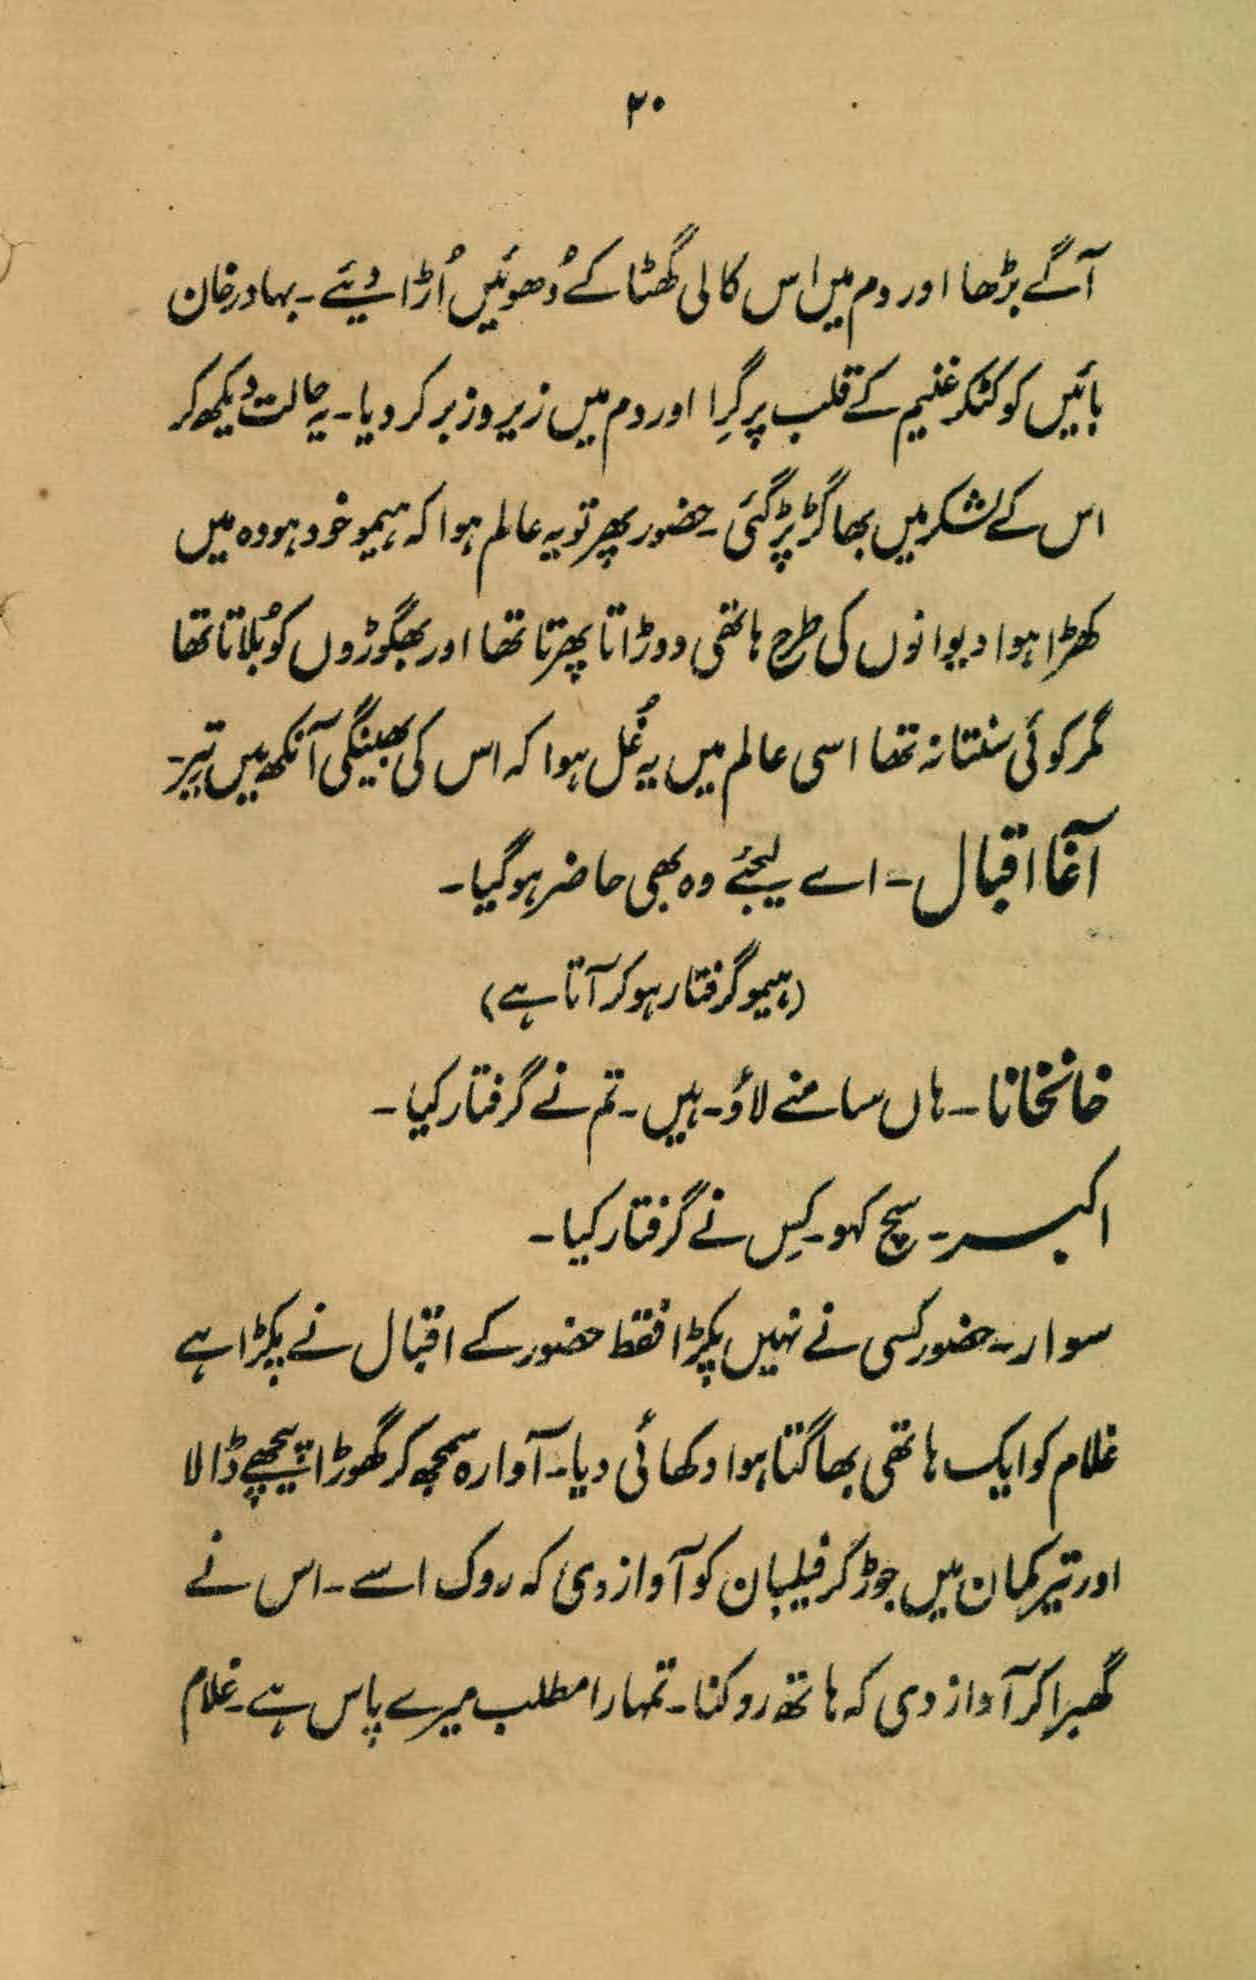 ۲۰
آگے بڑھا اور دم میں اس کالی گھٹا کے دُھوئیں اُڑا دیئے۔ بہادر خان
بائیں کو کٹکر غنیم کے قلب پر گِرا اور دم میں زیر و زبر کر دیا۔ یہ حالت دیکھ کر
اس کے لشکر میں بھاگڑ پڑ گئی۔ حضور پھر تو یہ عالم ہوا کہ ہیمو خود ہودہ میں
کھڑا ہوا دیوانوں کی طرح ہاتھی دوڑاتا پھرتا تھا اور بھگوڑوں کو بُلاتا تھا
مگر کوئی سنتا نہ تھا اسی عالم میں یہ غُل ہوا کہ اس کی بھینگی آنکھ میں تیر۔
آغا اقبال۔ اے لیجئے وہ بھی حاضر ہو گیا۔
(ہیمو گرفتار ہو کر آتا ہے)
خانخانا۔ ہاں سامنے لاؤ۔ ہیں۔ تم نے گرفتار کیا۔
اکبر۔ سچ کہو۔ کِس نے گرفتار کیا۔
سوار۔ حضور کسی نے نہیں پکڑا فقط حضور کے اقبال نے پکڑا ہے
غلام کو ایک ہاتھی بھاگتا ہوا دکھائی دیا۔ آوارہ سمجھ کر گھوڑا پیچھے ڈالا
اور تیر کمان میں جوڑ کر فیلبان کو آواز دی کہ روک اسے۔ اس نے
گھبرا کر آواز دی کہ ہاتھ روکنا۔ تمہارا مطلب میرے پاس ہے۔ غلام